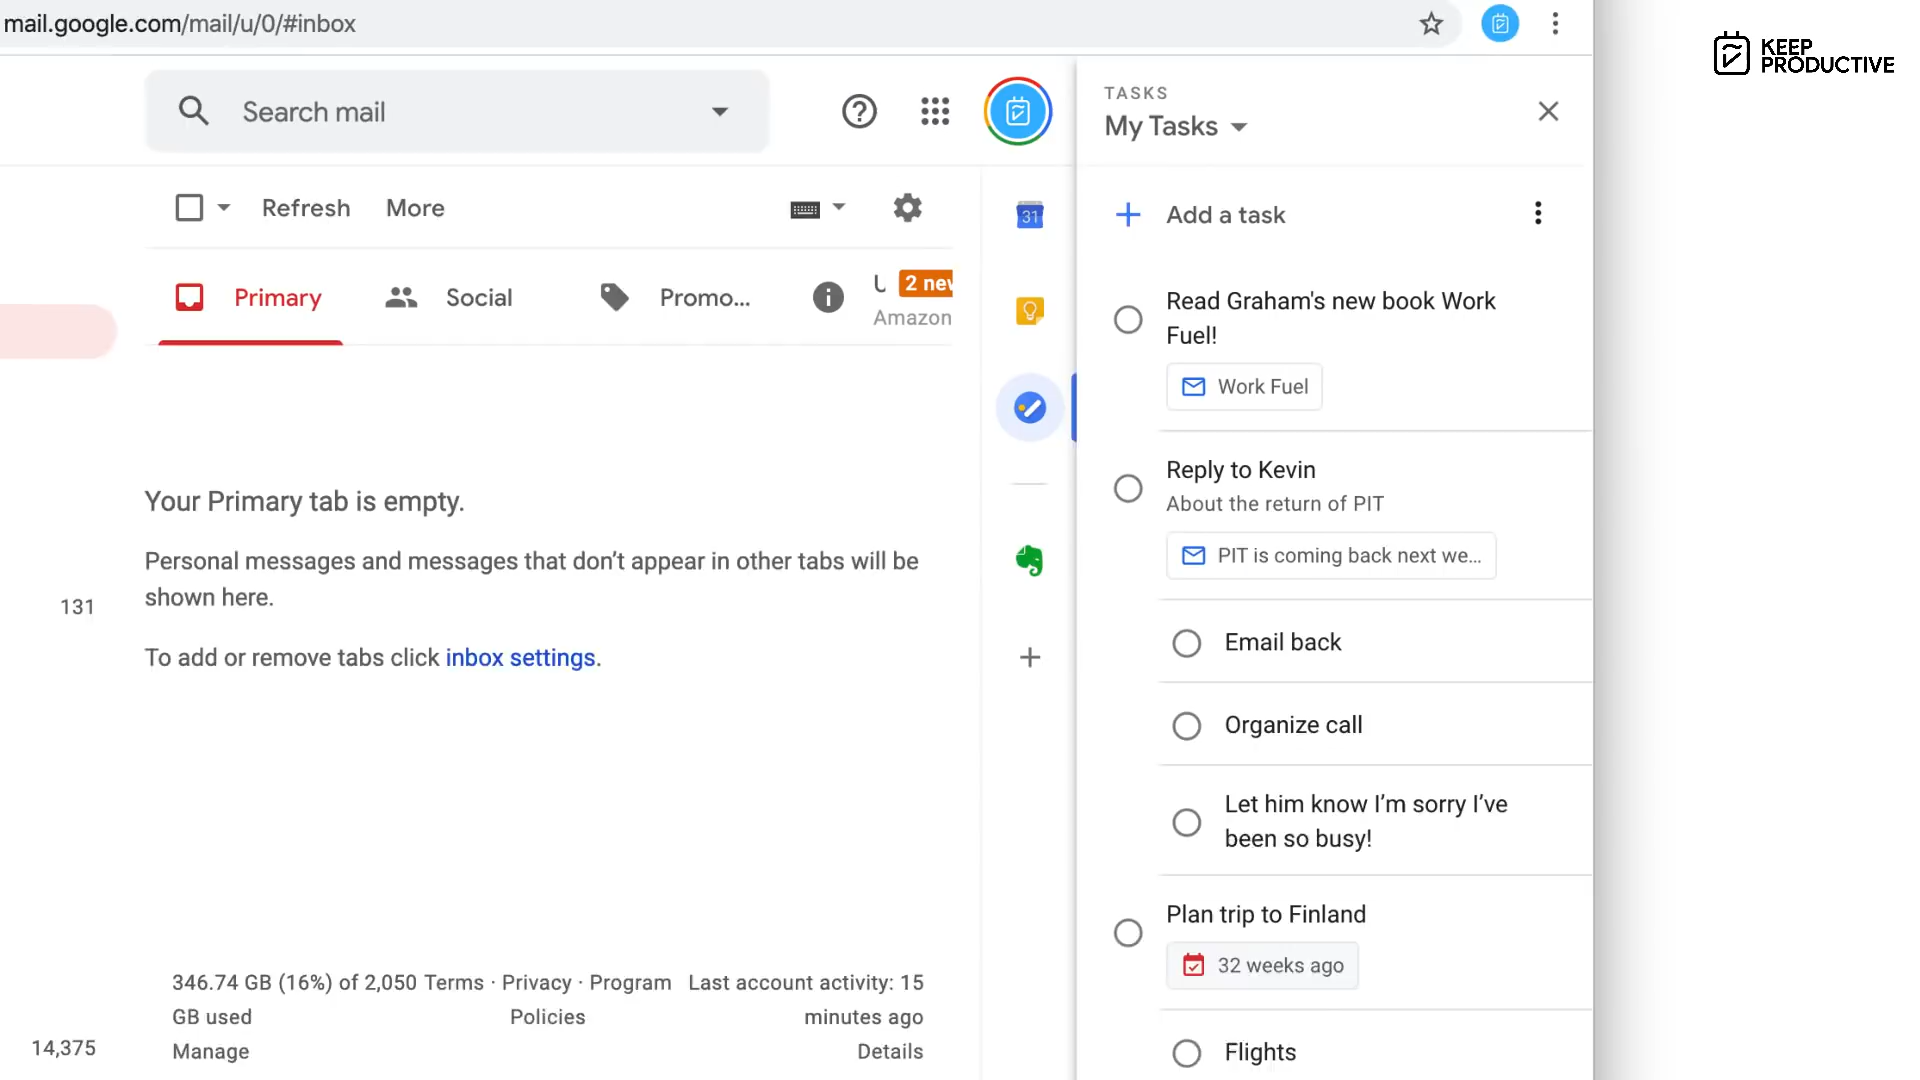 mail.google.com/mail/u/0/#inbox
KEEP
PRODUCTIVE
Search mail
TASKS
My Tasks
Refresh
More
31
Add a task
Primary
Social
Promo...
U
2 new
Amazon
Read Graham's new book Work
Fuel!
Work Fuel
Reply to Kevin
About the return of PIT
PIT is coming back next we...
Your Primary tab is empty.
Personal messages and messages that don’t appear in other tabs will be
shown here.
131
To add or remove tabs click inbox settings.
Email back
Organize call
Let him know I’m sorry I’ve
been so busy!
Plan trip to Finland
32 weeks ago
Flights
346.74 GB (16%) of 2,050
GB used
Manage
Terms · Privacy · Program
Policies
Last account activity: 15
minutes ago
Details
14,375